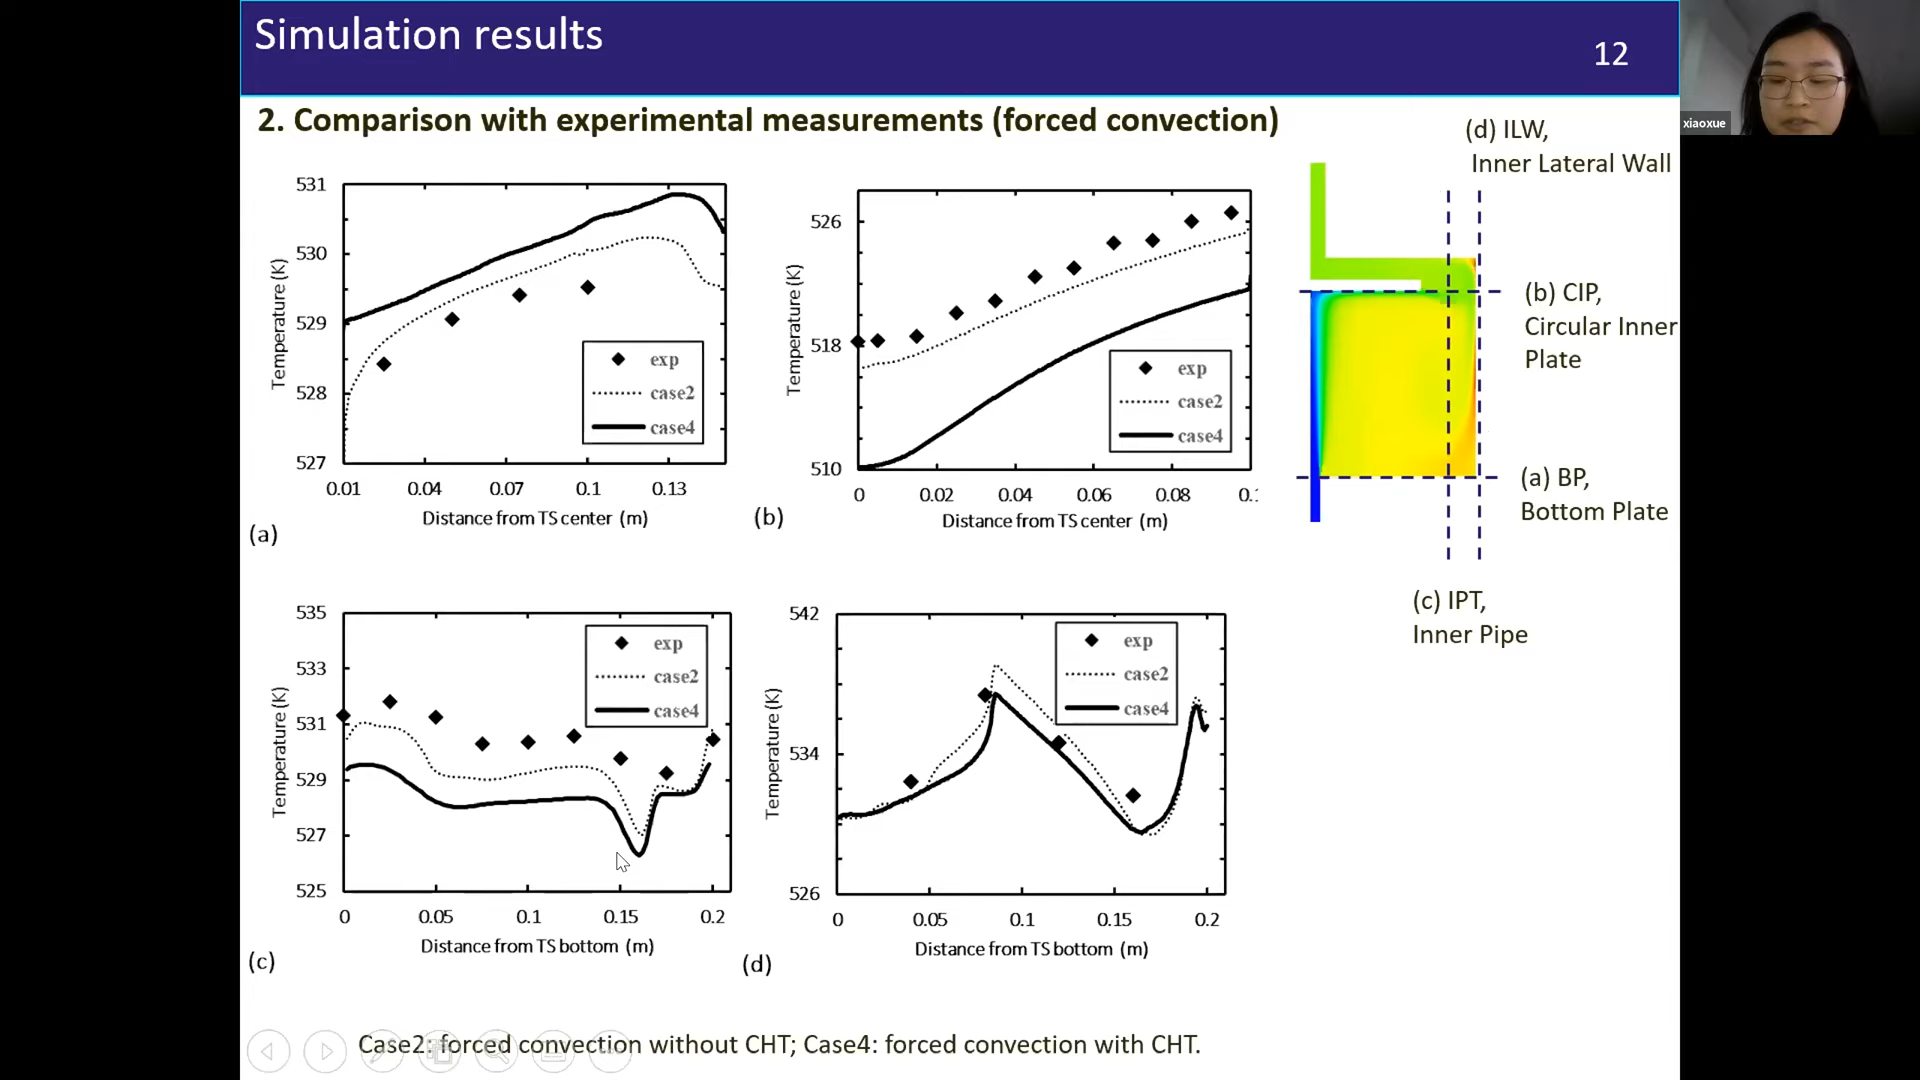 Simulation results
12
xiaoxue
2. Comparison with experimental measurements (forced convection)
531
530
529
528
527
Temperature (K)
0.01
0.04
0.07
0.1
0.13
Distance from TS center (m)
exp
case2
case4
(a)
526
518
510
Temperature (K)
0
0.02
0.04
0.06
0.08
0.1
Distance from TS center (m)
exp
case2
case4
(b)
(d) ILW,
Inner Lateral Wall
(b) CIP,
Circular Inner
Plate
(a) BP,
Bottom Plate
(c) IPT,
Inner Pipe
535
533
531
529
527
525
Temperature (K)
0
0.05
0.1
0.15
0.2
Distance from TS bottom (m)
exp
case2
case4
(c)
542
534
526
Temperature (K)
0
0.05
0.1
0.15
0.2
Distance from TS bottom (m)
exp
case2
case4
(d)
Case2: forced convection without CHT; Case4: forced convection with CHT.